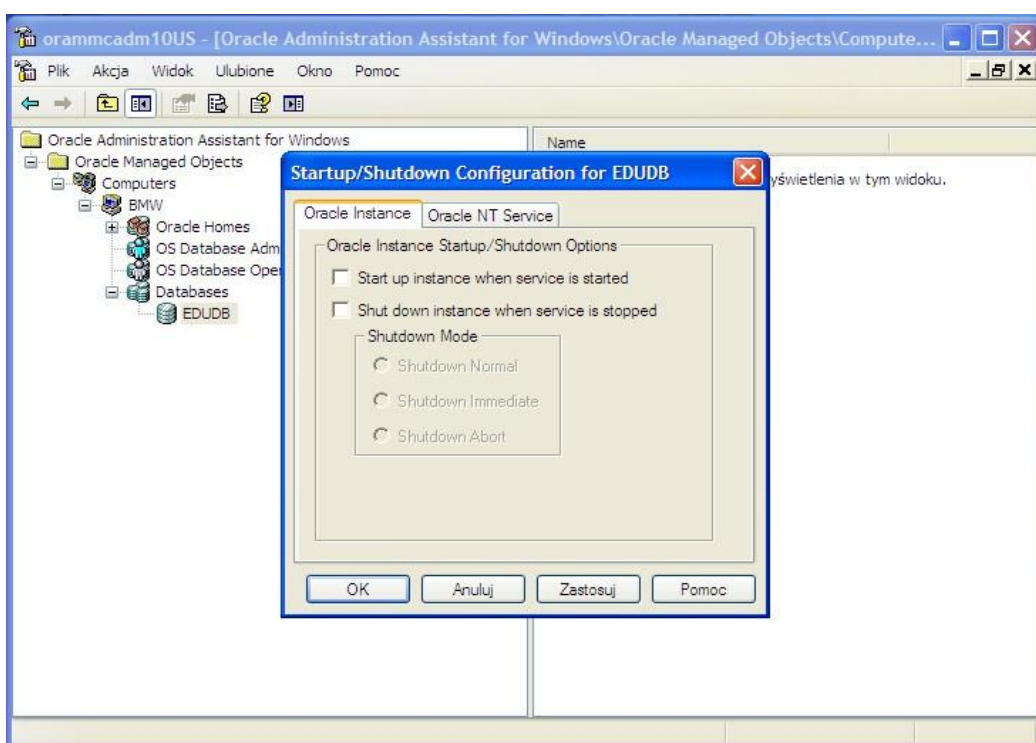 orammcadm10US - [Oracle Administration Assistant for Windows\Oracle Managed Objects\Compute...
Plik Akcja Widok Ulubione Okno Pomoc
Oracle Administration Assistant for Windows
Name
Oracle Managed Objects
yświetlenia w tym widoku.
Computers
BMW
Oracle Homes
OS Database Adm
OS Database Ope
Databases
EDUDB
Startup/Shutdown Configuration for EDUDB
Oracle Instance Oracle NT Service
Oracle Instance Startup/Shutdown Options
Start up instance when service is started
Shut down instance when service is stopped
Shutdown Mode
Shutdown Normal
Shutdown Immediate
Shutdown Abort
OK Anuluj Zastosuj Pomoc